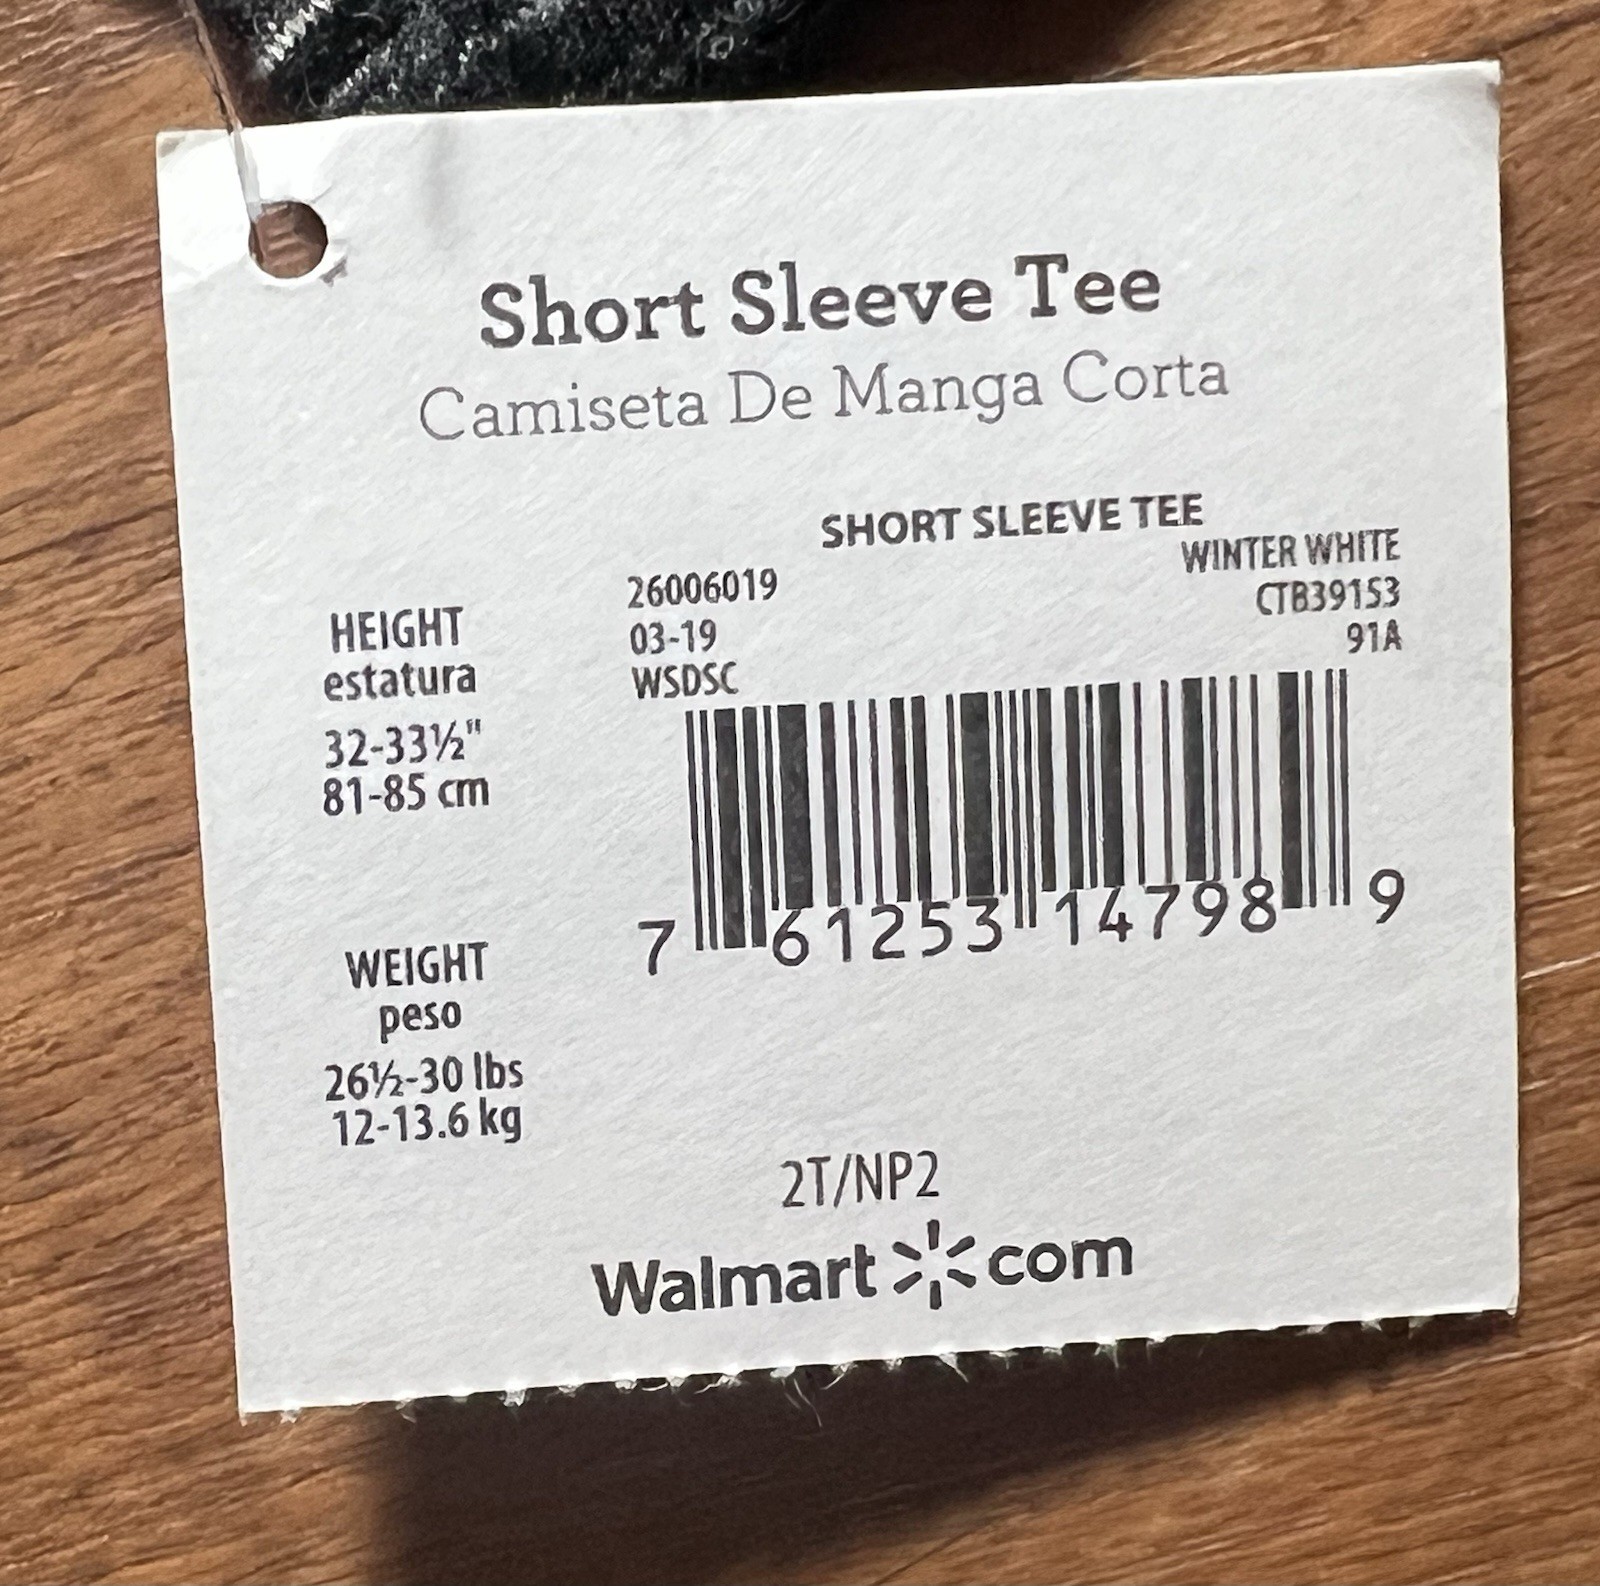 Short Sleeve Tee
Camiseta De Manga Corta
SHORT SLEEVE TEE
WINTER WHITE
26006019
CTB39153
03-19
91A
WSDSC
HEIGHT
estatura
32-33½"
81-85 cm
7 61253 14798 9
WEIGHT
peso
26½-30 lbs
12-13.6 kg
2T/NP2
Walmart com